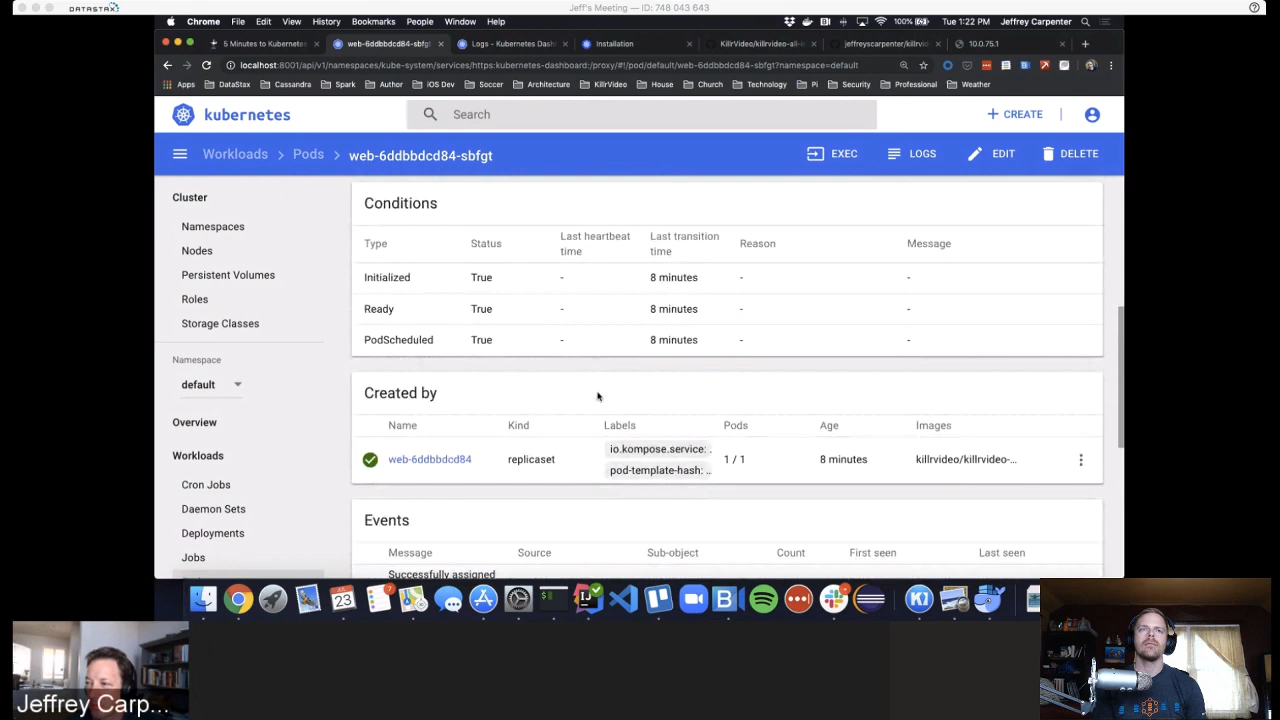 DATASTAX
Jeff's Meeting — ID: 748 043 643
Chrome File Edit View History Bookmarks People Window Help
100% Tue 1:22 PM Jeffrey Carpenter
5 Minutes to Kubernetes
web-6ddbbdcd84-sbfgt
Logs - Kubernetes Dash
Installation
KillrVideo/killrvideo-all-i
jeffreyscarpenter/killrvid
10.0.75.1
localhost:8001/api/v1/namespaces/kube-system/services/https:kubernetes-dashboard:/proxy/#!/pod/default/web-6ddbbdcd84-sbfgt?namespace=default
Apps DataStax Cassandra Spark Author iOS Dev Soccer Architecture KillrVideo House Church Technology Pi Security Professional Weather
kubernetes
Search
+ CREATE
Workloads > Pods > web-6ddbbdcd84-sbfgt
EXEC LOGS EDIT DELETE
Cluster
Namespaces
Nodes
Persistent Volumes
Roles
Storage Classes
Namespace
default
Overview
Workloads
Cron Jobs
Daemon Sets
Deployments
Jobs
Conditions
Type Status Last heartbeat time Last transition time Reason Message
Initialized True - 8 minutes - -
Ready True - 8 minutes - -
PodScheduled True - 8 minutes - -
Created by
Name Kind Labels Pods Age Images
web-6ddbbdcd84 replicaset io.kompose.service: .. pod-template-hash: .. 1 / 1 8 minutes killrvideo/killrvideo-...
Events
Message Source Sub-object Count First seen Last seen
Successfully assigned
23
Jeffrey Carp...